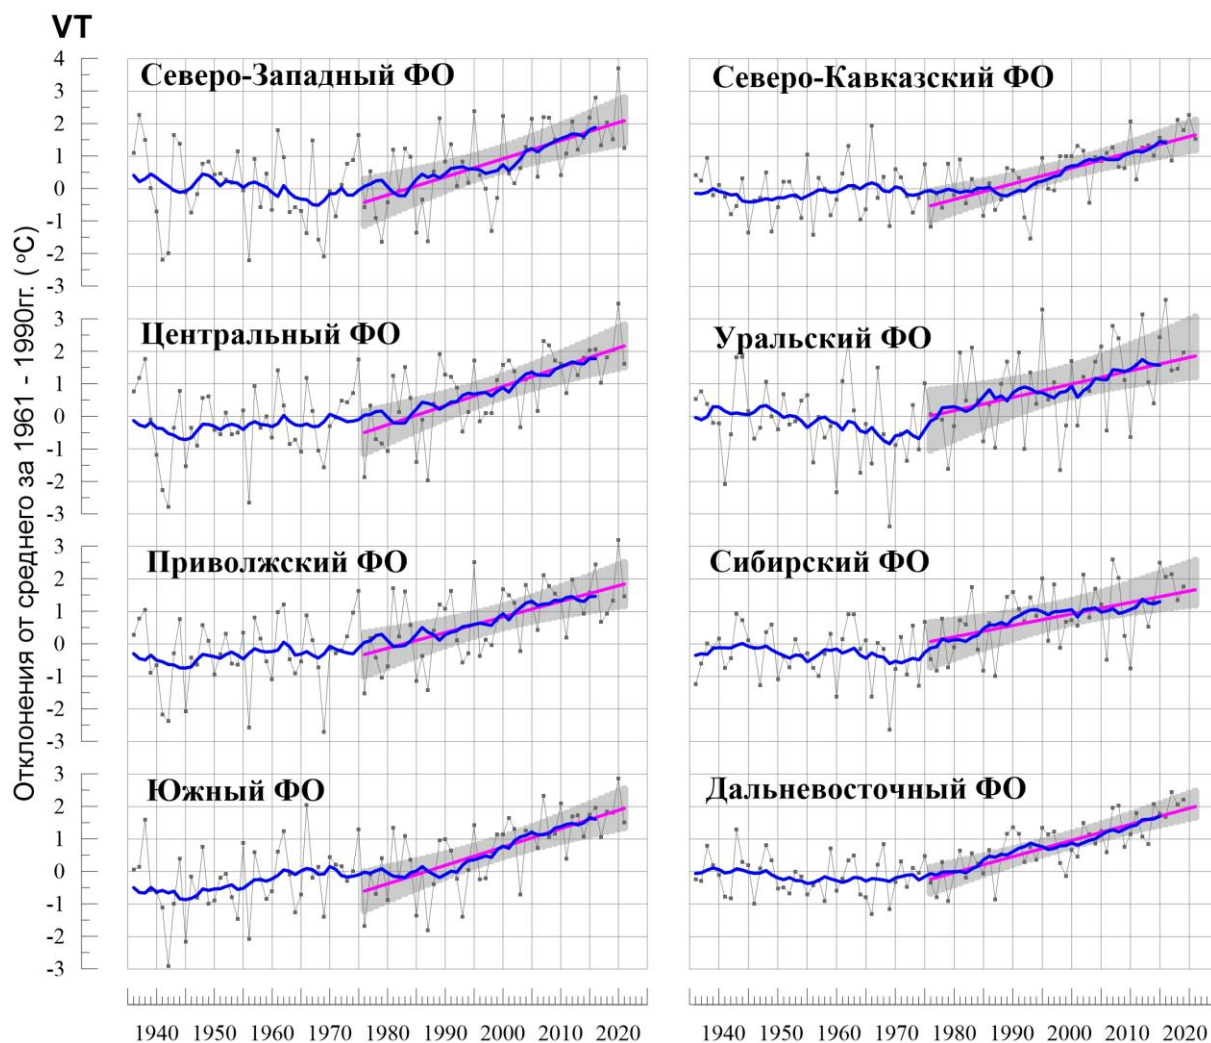 VT
Отклонения от среднего за 1961 - 1990гг. ( °C)
Северо-Западный ФО
4
3
2
1
0
-1
-2
-3
Северо-Кавказский ФО
Центральный ФО
3
2
1
0
-1
-2
-3
Уральский ФО
Приволжский ФО
3
2
1
0
-1
-2
-3
Сибирский ФО
Южный ФО
3
2
1
0
-1
-2
-3
Дальневосточный ФО
1940 1950 1960 1970 1980 1990 2000 2010 2020
1940 1950 1960 1970 1980 1990 2000 2010 2020